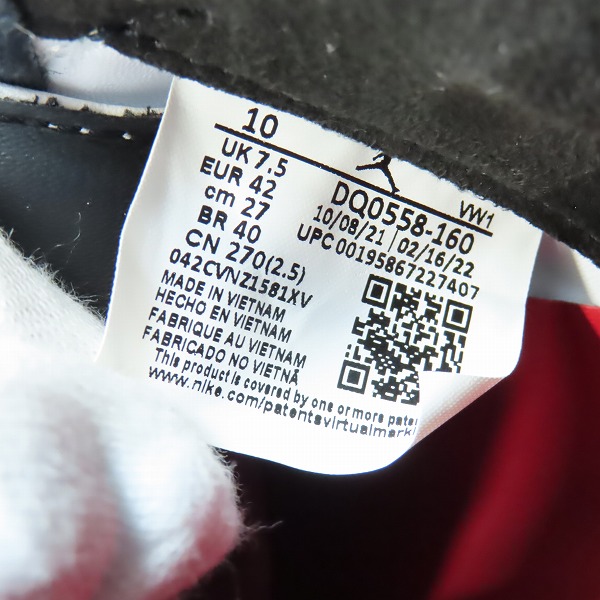 10
UK 7.5
EUR 42
cm 27
BR 40
CN 270(2.5)
VW1
DQ0558-160
10/08/21 | 02/16/22
UPC 00195867227407
042CVNZ1581XV
MADE IN VIETNAM
HECHO EN VIETNAM
FABRIQUE AU VIETNAM
FABRICADO NO VIETNÃ
This product is covered by one or more pate
www.nike.com/patentsvirtualmark